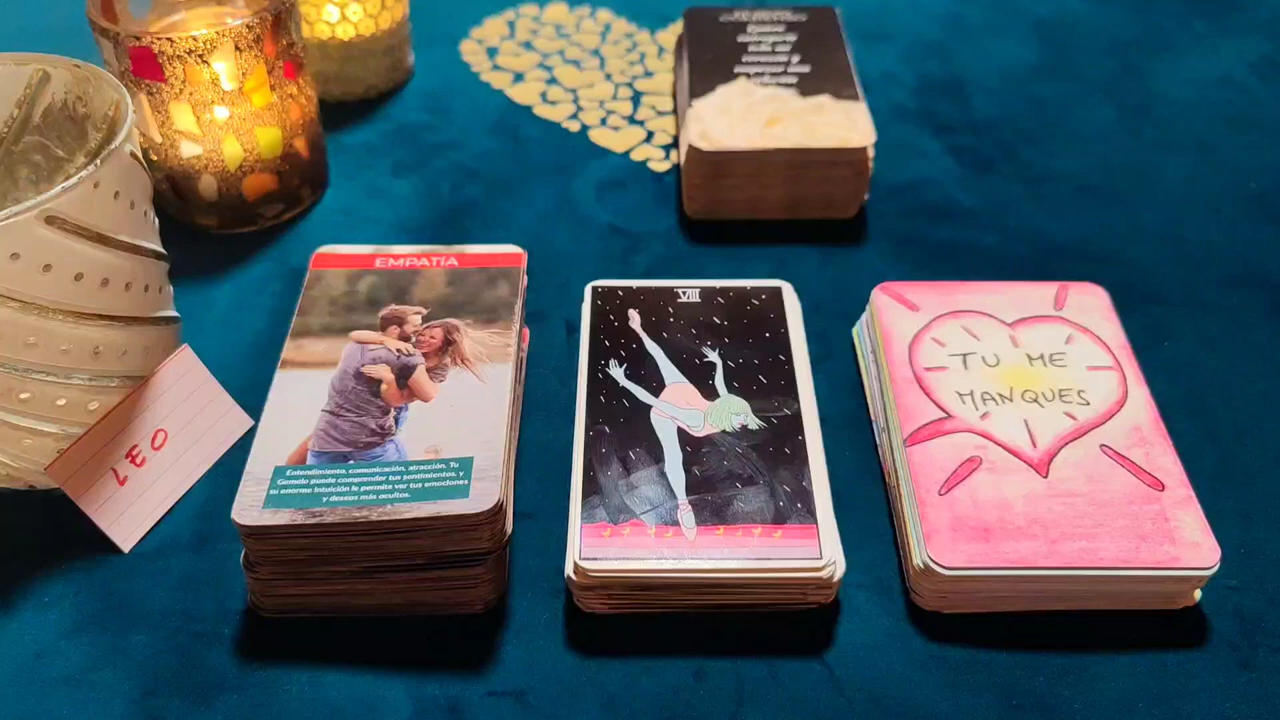 EMPATÍA
Entendimiento, comunicación, atracción. Tu
Gemelo puede comprender tus sentimientos, y
su enorme intuición le permite ver tus emociones
y deseos más ocultos.
VIII
TU ME
MANQUES
LEO